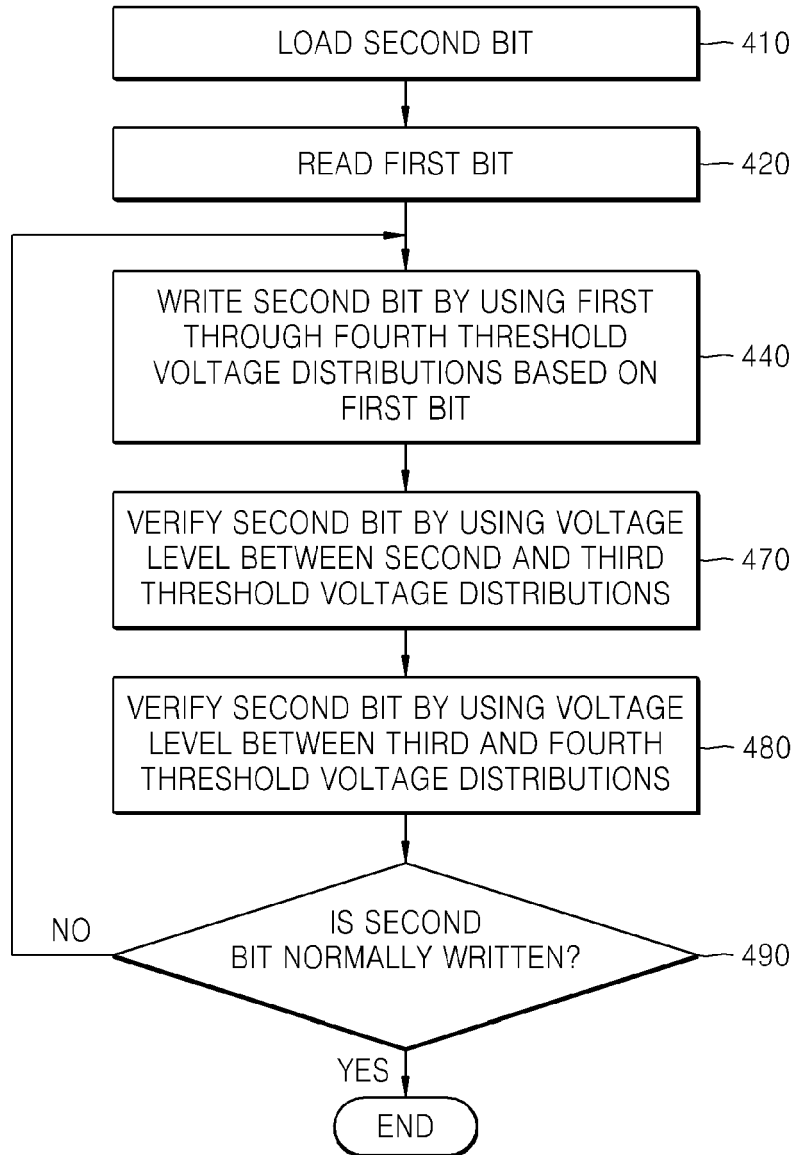 LOAD SECOND BIT
410
READ FIRST BIT
420
WRITE SECOND BIT BY USING FIRST
THROUGH FOURTH THRESHOLD
VOLTAGE DISTRIBUTIONS BASED ON
FIRST BIT
440
VERIFY SECOND BIT BY USING VOLTAGE
LEVEL BETWEEN SECOND AND THIRD
THRESHOLD VOLTAGE DISTRIBUTIONS
470
VERIFY SECOND BIT BY USING VOLTAGE
LEVEL BETWEEN THIRD AND FOURTH
THRESHOLD VOLTAGE DISTRIBUTIONS
480
NO
IS SECOND
BIT NORMALLY WRITTEN?
490
YES
END